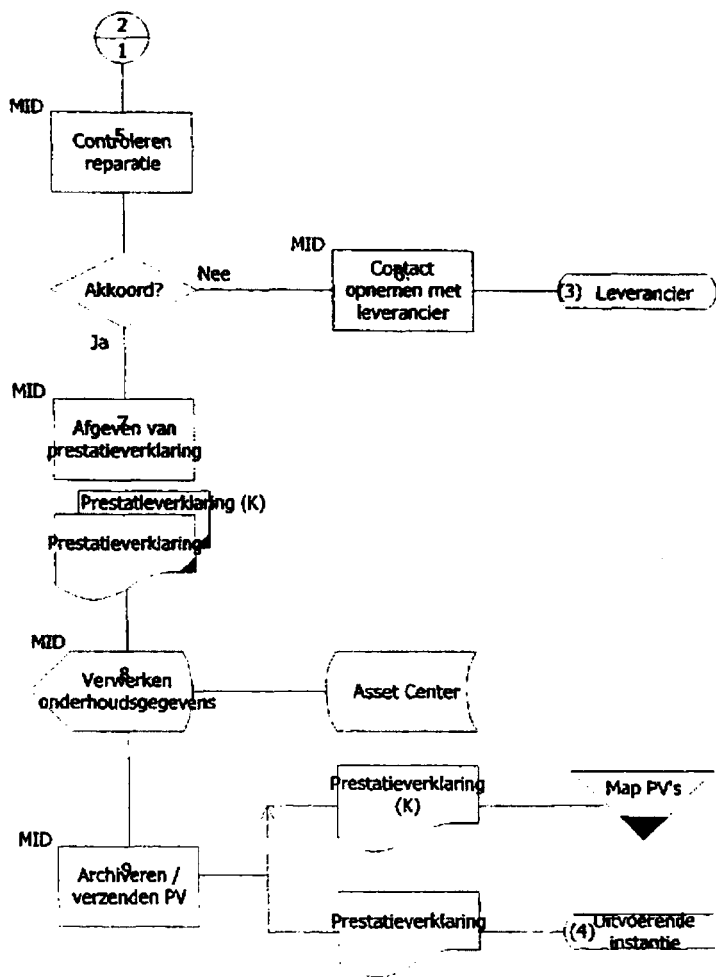 2
1
MID
5
Controleren
reparatie
Akkoord?
Nee
MID
6.
Contact
opnemen met
leverancier
(3) Leverancier
Ja
MID
7
Afgeven van
prestatieverklaring
Prestatieverklaring (K)
Prestatieverklaring
MID
8
Verwerken
onderhoudsgegevens
Asset Center
Prestatieverklaring
(K)
Map PV's
MID
9
Archiveren /
verzenden PV
Prestatieverklaring
(4) Uitvoerende
instantie